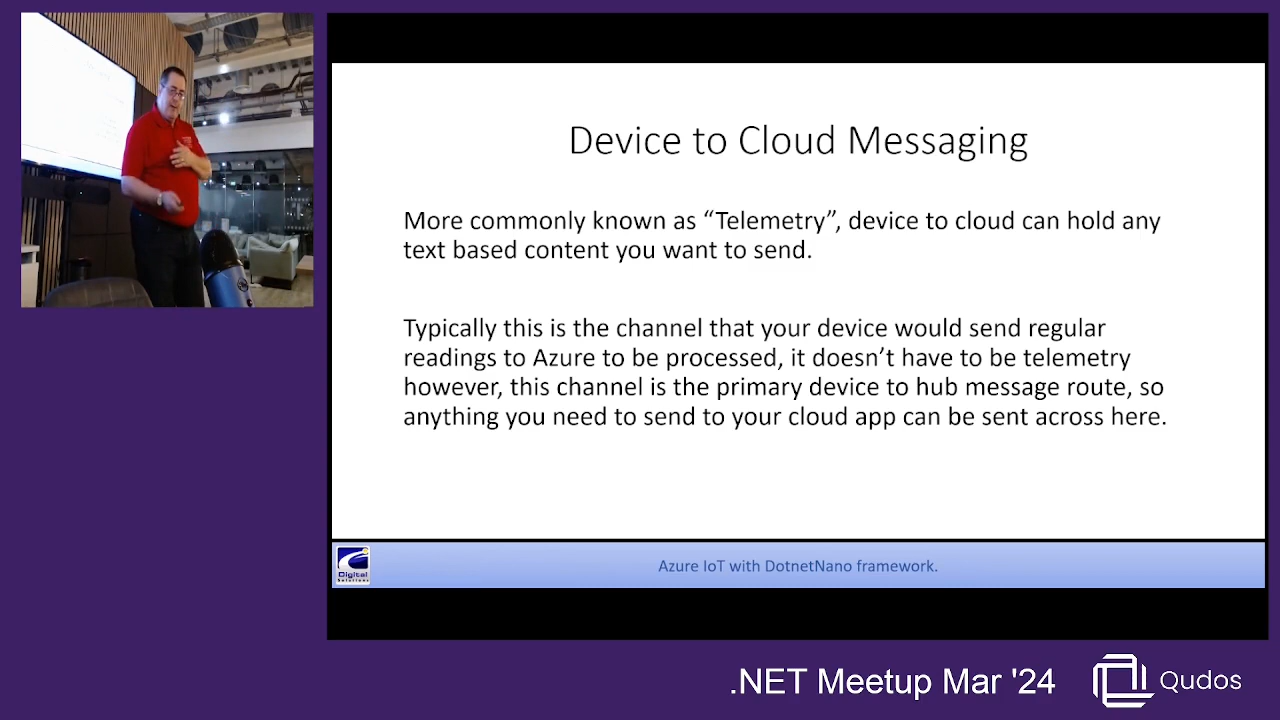 Device to Cloud Messaging
More commonly known as “Telemetry”, device to cloud can hold any
text based content you want to send.
Typically this is the channel that your device would send regular
readings to Azure to be processed, it doesn’t have to be telemetry
however, this channel is the primary device to hub message route, so
anything you need to send to your cloud app can be sent across here.
Digital
Solutions
Azure IoT with DotnetNano framework.
.NET Meetup Mar '24
Qudos